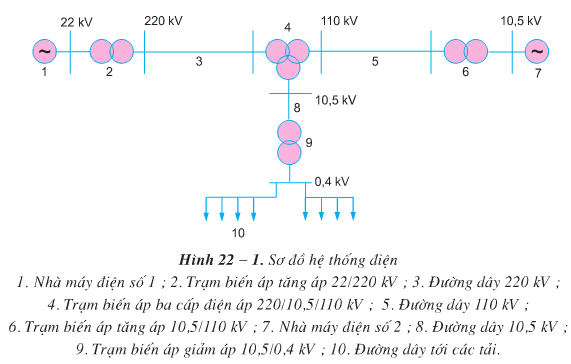 22 kV 220 kV 4 110 kV 10,5 kV
~ ~
1 2 3 5 6 7
10,5 kV
8
9
0,4 kV
10
Hình 22 – 1. Sơ đồ hệ thống điện
1. Nhà máy điện số 1 ; 2. Trạm biến áp tăng áp 22/220 kV ; 3. Đường dây 220 kV ;
4. Trạm biến áp ba cấp điện áp 220/10,5/110 kV ; 5. Đường dây 110 kV ;
6. Trạm biến áp tăng áp 10,5/110 kV ; 7. Nhà máy điện số 2 ; 8. Đường dây 10,5 kV ;
9. Trạm biến áp giảm áp 10,5/0,4 kV ; 10. Đường dây tới các tải.